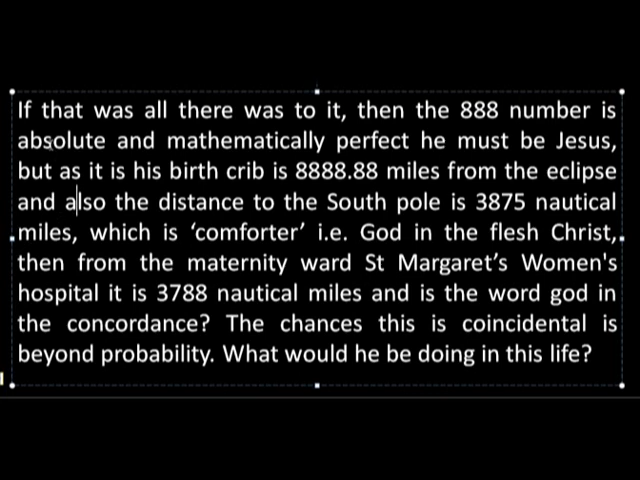 If that was all there was to it, then the 888 number is
absolute and mathematically perfect he must be Jesus,
but as it is his birth crib is 8888.88 miles from the eclipse
and also the distance to the South pole is 3875 nautical
miles, which is ‘comforter’ i.e. God in the flesh Christ,
then from the maternity ward St Margaret’s Women's
hospital it is 3788 nautical miles and is the word god in
the concordance? The chances this is coincidental is
beyond probability. What would he be doing in this life?